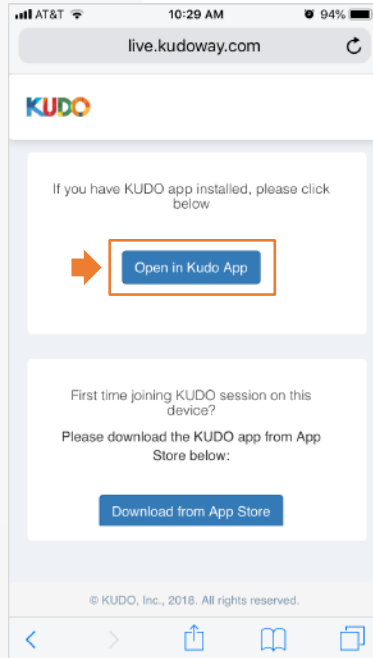 AT&T 10:29 AM 94%
live.kudoway.com
KUDO
If you have KUDO app installed, please click
below
Open in Kudo App
First time joining KUDO session on this
device?
Please download the KUDO app from App
Store below:
Download from App Store
© KUDO, Inc., 2018. All rights reserved.